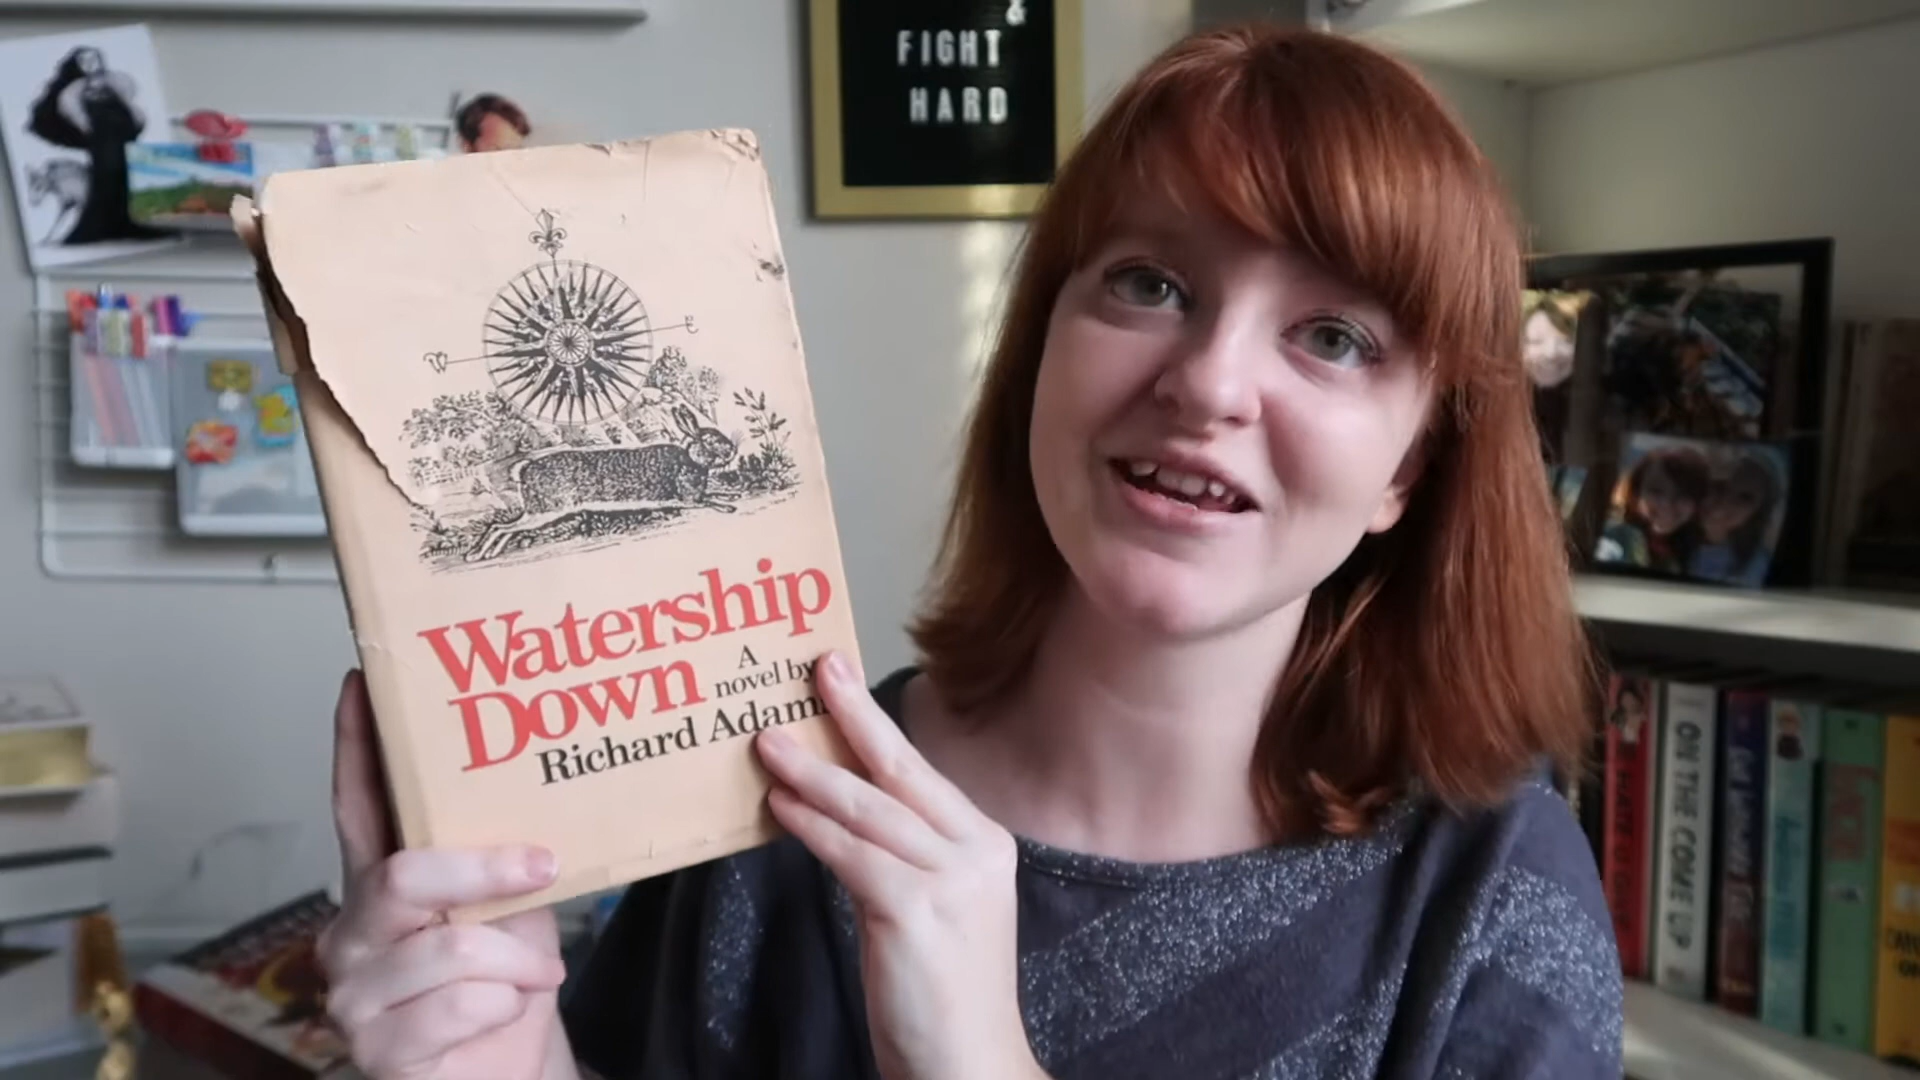 &
FIGHT
HARD
W
E
Watership
Down
A
novel by
Richard Adam
ON THE COME UP